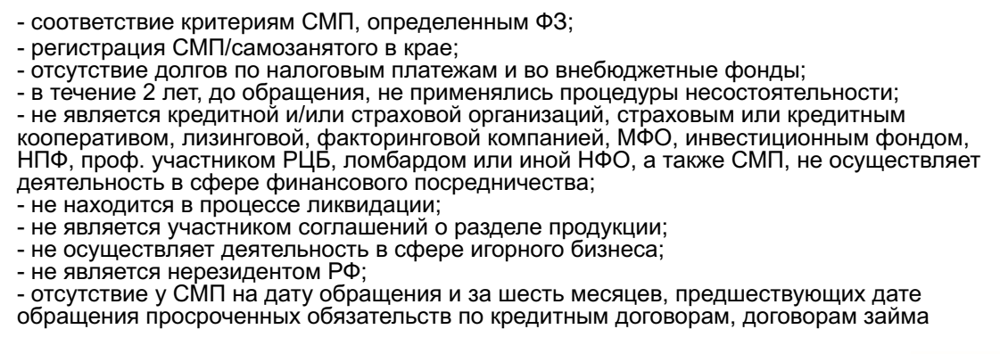 - соответствие критериям СМП, определенным ФЗ;
- регистрация СМП/самозанятого в крае;
- отсутствие долгов по налоговым платежам и во внебюджетные фонды;
- в течение 2 лет, до обращения, не применялись процедуры несостоятельности;
- не является кредитной и/или страховой организаций, страховым или кредитным
кооперативом, лизинговой, факторинговой компанией, МФО, инвестиционным фондом,
НПФ, проф. участником РЦБ, ломбардом или иной НФО, а также СМП, не осуществляет
деятельность в сфере финансового посредничества;
- не находится в процессе ликвидации;
- не является участником соглашений о разделе продукции;
- не осуществляет деятельность в сфере игорного бизнеса;
- не является нерезидентом РФ;
- отсутствие у СМП на дату обращения и за шесть месяцев, предшествующих дате
обращения просроченных обязательств по кредитным договорам, договорам займа